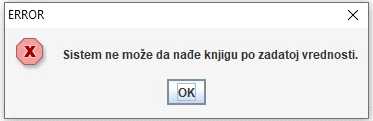 ERROR
Sistem ne može da nađe knjigu po zadatoj vrednosti.
OK